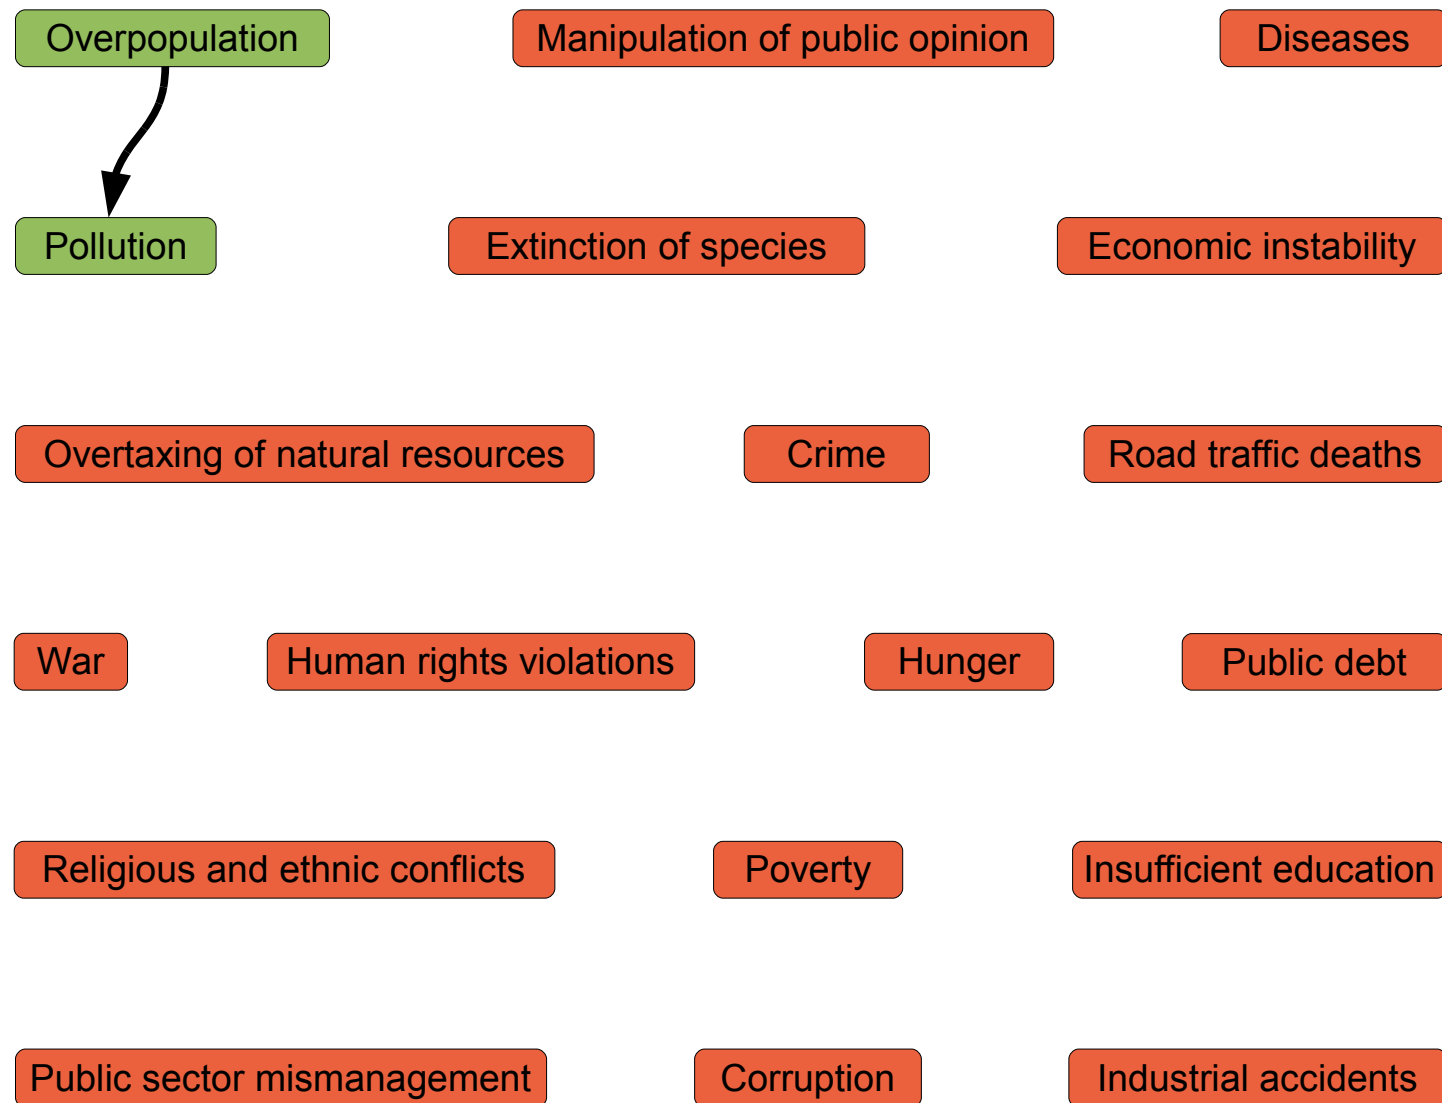 Overpopulation
Manipulation of public opinion
Diseases
Pollution
Extinction of species
Economic instability
Overtaxing of natural resources
Crime
Road traffic deaths
War
Human rights violations
Hunger
Public debt
Religious and ethnic conflicts
Poverty
Insufficient education
Public sector mismanagement
Corruption
Industrial accidents